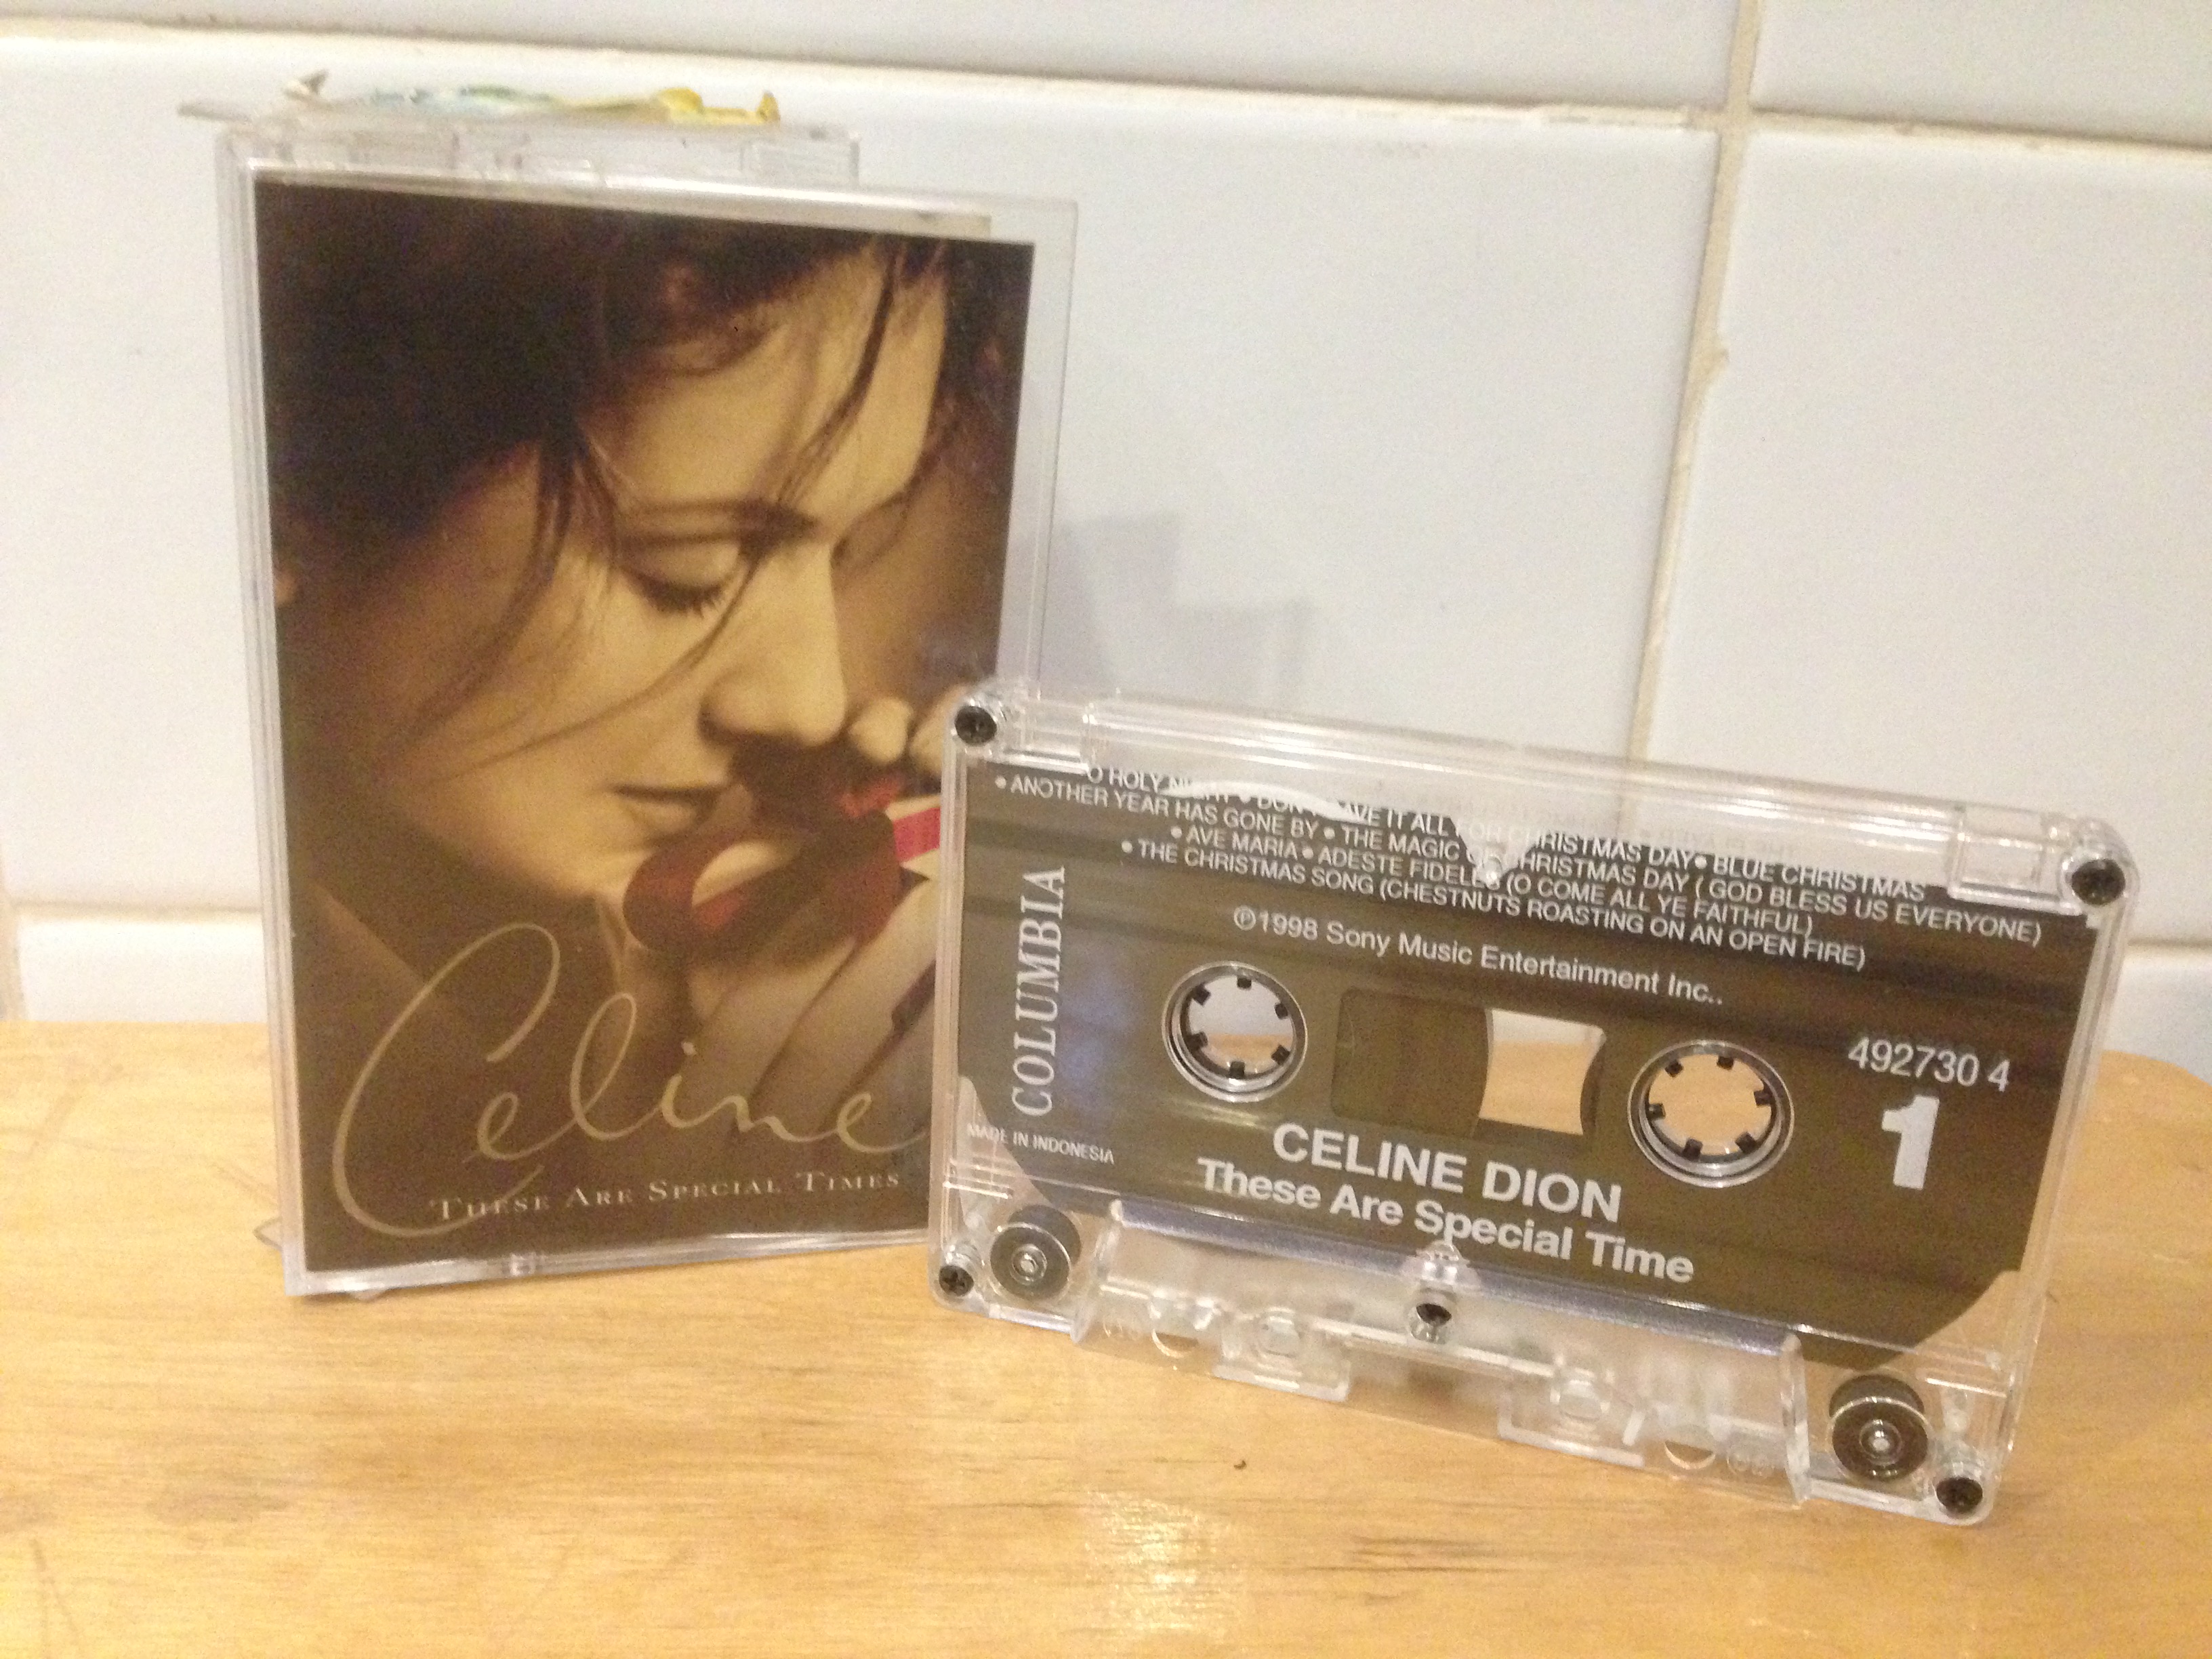 Celine
THESE ARE SPECIAL TIMES
O HOLY NIGHT • DON'T SAVE IT ALL FOR CHRISTMAS DAY • BLUE CHRISTMAS
• ANOTHER YEAR HAS GONE BY • THE MAGIC OF CHRISTMAS DAY ( GOD BLESS US EVERYONE)
• AVE MARIA • ADESTE FIDELES (O COME ALL YE FAITHFUL)
• THE CHRISTMAS SONG (CHESTNUTS ROASTING ON AN OPEN FIRE)
℗1998 Sony Music Entertainment Inc..
COLUMBIA
MADE IN INDONESIA
492730 4
1
CELINE DION
These Are Special Time